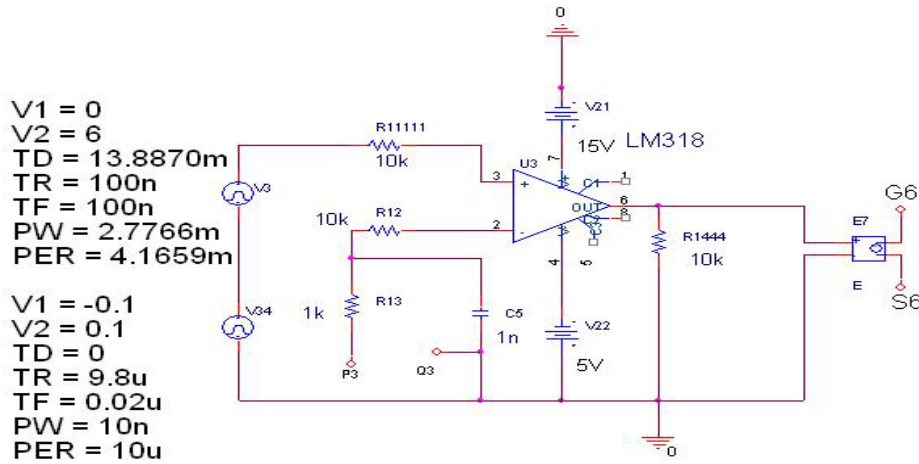 0
V1 = 0
V2 = 6
TD = 13.8870m
TR = 100n
TF = 100n
PW = 2.7766m
PER = 4.1659m
V1 = -0.1
V2 = 0.1
TD = 0
TR = 9.8u
TF = 0.02u
PW = 10n
PER = 10u
V3
V34
R11111
10k
10k
R12
1k
R13
P3
Q3
C5
1n
U3
3
+
2
-
7
V21
15V
LM318
C1
1
OUT
6
C2
8
C3
5
4
V22
5V
R1444
10k
G6
E7
E
S6
0